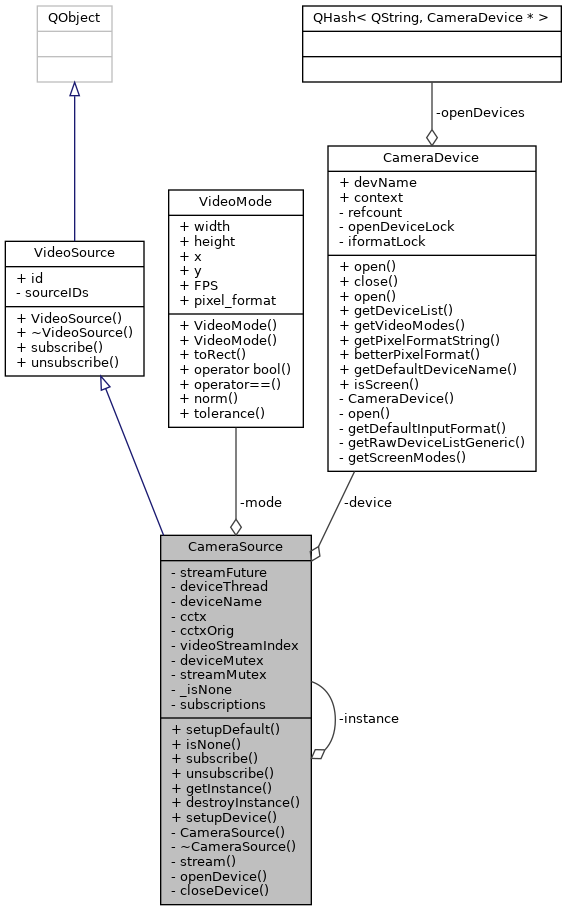 QObject
QHash< QString, CameraDevice * >
-openDevices
CameraDevice
+ devName
+ context
- refcount
- openDeviceLock
- iformatLock
+ open()
+ close()
+ open()
+ getDeviceList()
+ getVideoModes()
+ getPixelFormatString()
+ betterPixelFormat()
+ getDefaultDeviceName()
+ isScreen()
- CameraDevice()
- open()
- getDefaultInputFormat()
- getRawDeviceListGeneric()
- getScreenModes()
VideoMode
+ width
+ height
+ x
+ y
+ FPS
+ pixel_format
+ VideoMode()
+ VideoMode()
+ toRect()
+ operator bool()
+ operator==()
+ norm()
+ tolerance()
VideoSource
+ id
- sourceIDs
+ VideoSource()
+ ~VideoSource()
+ subscribe()
+ unsubscribe()
-mode
-device
CameraSource
- streamFuture
- deviceThread
- deviceName
- cctx
- cctxOrig
- videoStreamIndex
- deviceMutex
- streamMutex
- _isNone
- subscriptions
+ setupDefault()
+ isNone()
+ subscribe()
+ unsubscribe()
+ getInstance()
+ destroyInstance()
+ setupDevice()
- CameraSource()
- ~CameraSource()
- stream()
- openDevice()
- closeDevice()
-instance